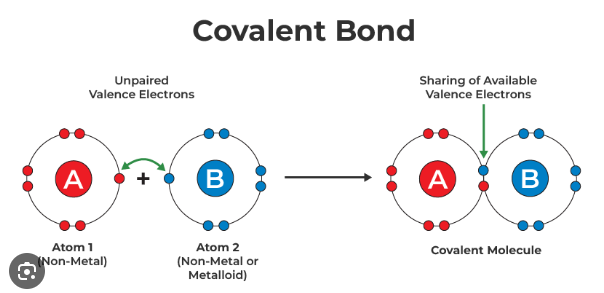 Covalent Bond
Unpaired
Valence Electrons
Sharing of Available
Valence Electrons
A
+
B
A
B
Atom 1
(Non-Metal)
Atom 2
(Non-Metal or
Metalloid)
Covalent Molecule